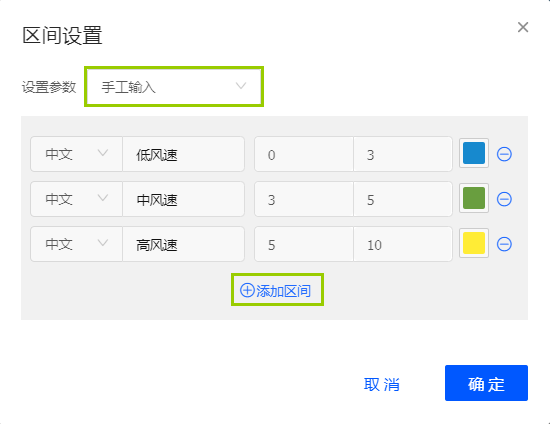 区间设置
设置参数 手工输入
中文 低风速 0 3
中文 中风速 3 5
中文 高风速 5 10
添加区间
取消 确定